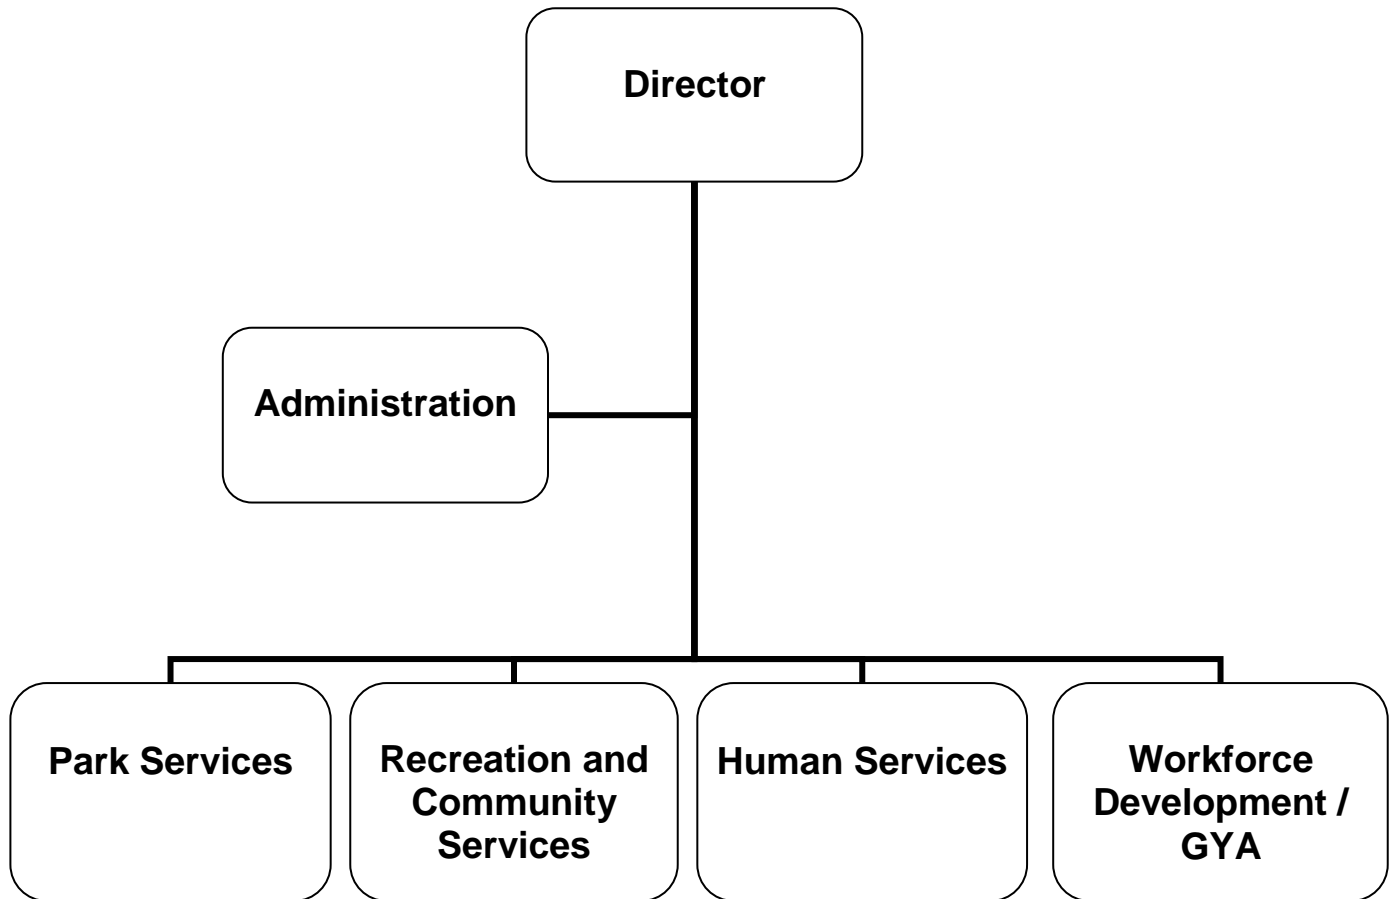 Director
Administration
Park Services
Recreation and
Community
Services
Human Services
Workforce
Development /
GYA